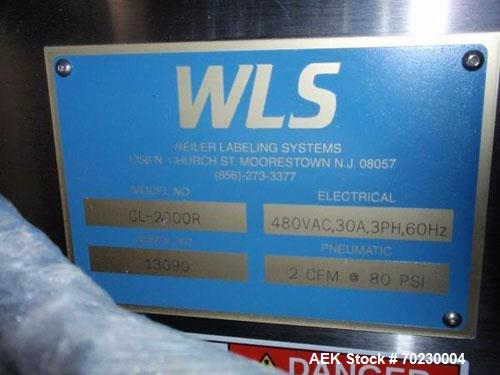 WLS
WEILER LABELING SYSTEMS
1256 N CHURCH ST. MOORESTOWN N.J. 08057
(856)-273-3377
MODEL NO ELECTRICAL
CL-2000R 480VAC,30A,3PH,60Hz
PNEUMATIC
13090 2 CFM @ 80 PSI
DANGER
AEK Stock # 70230004